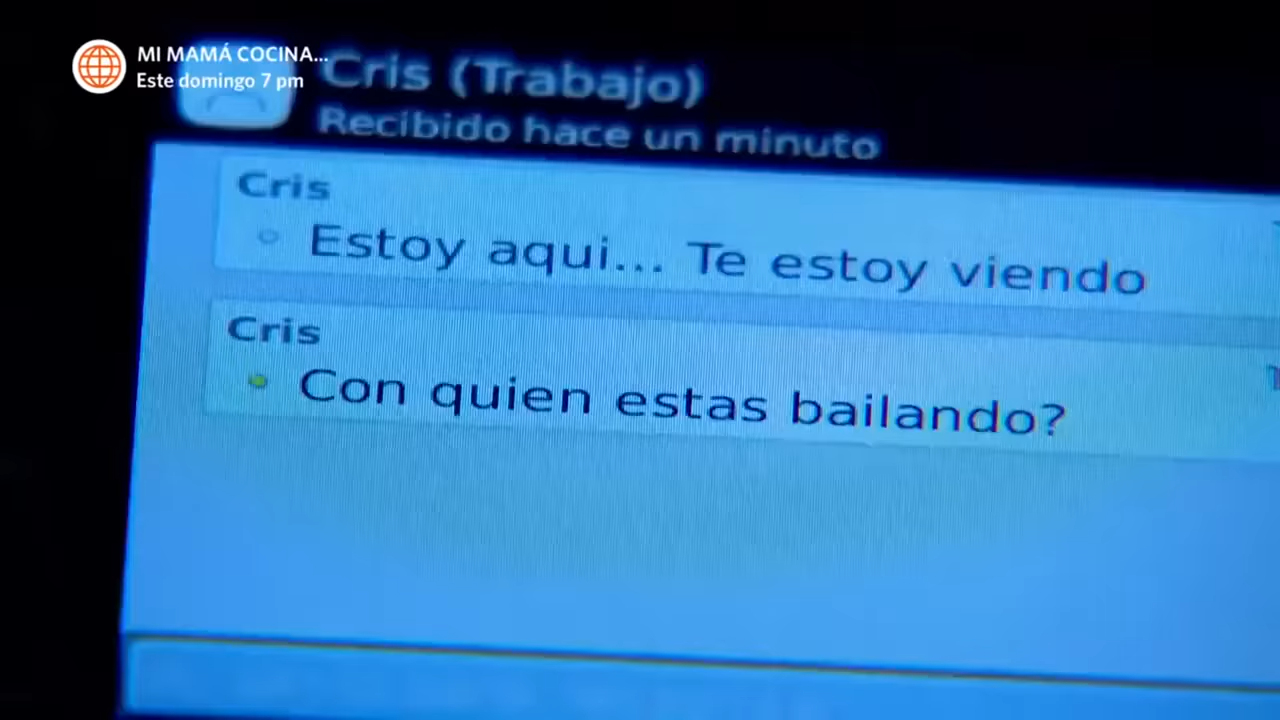 MI MAMÁ COCINA...
Este domingo 7 pm
Cris (Trabajo)
Recibido hace un minuto
Cris
Estoy aqui... Te estoy viendo
Cris
Con quien estas bailando?